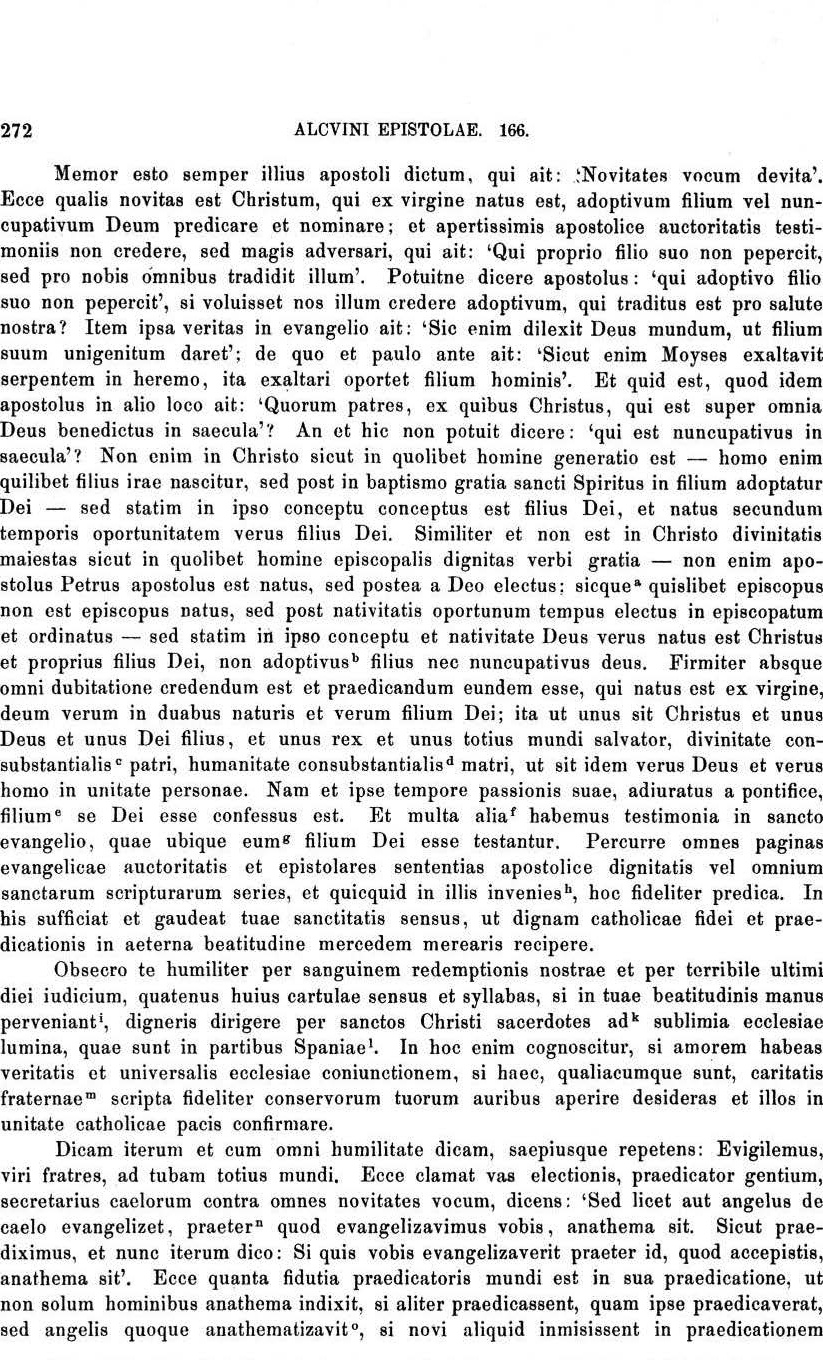 272 ALCVINI EPISTOLAE. 166.
Memor esto semper illius apostoli dictum, qui ait: ‘Novitates vocum devita’.
Ecce qualis novitas est Christum, qui ex virgine natus est, adoptivum filium vel nun-
cupativum Deum predicare et nominare; et apertissimis apostolice auctoritatis testi-
moniis non credere, sed magis adversari, qui ait: ‘Qui proprio filio suo non pepercit,
sed pro nobis omnibus tradidit illum’. Potuitne dicere apostolus: ‘qui adoptivo filio
suo non pepercit’, si voluisset nos illum credere adoptivum, qui traditus est pro salute
nostra? Item ipsa veritas in evangelio ait: ‘Sic enim dilexit Deus mundum, ut filium
suum unigenitum daret’; de quo et paulo ante ait: ‘Sicut enim Moyses exaltavit
serpentem in heremo, ita exaltari oportet filium hominis’. Et quid est, quod idem
apostolus in alio loco ait: ‘Quorum patres, ex quibus Christus, qui est super omnia
Deus benedictus in saecula’? An et hic non potuit dicere: ‘qui est nuncupativus in
saecula’? Non enim in Christo sicut in quolibet homine generatio est — homo enim
quilibet filius irae nascitur, sed post in baptismo gratia sancti Spiritus in filium adoptatur
Dei — sed statim in ipso conceptu conceptus est filius Dei, et natus secundum
temporis oportunitatem verus filius Dei. Similiter et non est in Christo divinitatis
maiestas sicut in quolibet homine episcopalis dignitas verbi gratia — non enim apo-
stolus Petrus apostolus est natus, sed postea a Deo electus; sicqueᵃ quislibet episcopus
non est episcopus natus, sed post nativitatis oportunum tempus electus in episcopatum
et ordinatus — sed statim in ipso conceptu et nativitate Deus verus natus est Christus
et proprius filius Dei, non adoptivusᵇ filius nec nuncupativus deus. Firmiter absque
omni dubitatione credendum est et praedicandum eundem esse, qui natus est ex virgine,
deum verum in duabus naturis et verum filium Dei; ita ut unus sit Christus et unus
Deus et unus Dei filius, et unus rex et unus totius mundi salvator, divinitate con-
substantialisᶜ patri, humanitate consubstantialisᵈ matri, ut sit idem verus Deus et verus
homo in unitate personae. Nam et ipse tempore passionis suae, adiuratus a pontifice,
filiumᵉ se Dei esse confessus est. Et multa aliaᶠ habemus testimonia in sancto
evangelio, quae ubique eumᵍ filium Dei esse testantur. Percurre omnes paginas
evangelicae auctoritatis et epistolares sententias apostolice dignitatis vel omnium
sanctarum scripturarum series, et quicquid in illis inveniesʰ, hoc fideliter predica. In
his sufficiat et gaudeat tuae sanctitatis sensus, ut dignam catholicae fidei et prae-
dicationis in aeterna beatitudine mercedem merearis recipere.
Obsecro te humiliter per sanguinem redemptionis nostrae et per terribile ultimi
diei iudicium, quatenus huius cartulae sensus et syllabas, si in tuae beatitudinis manus
perveniantⁱ, digneris dirigere per sanctos Christi sacerdotes adᵏ sublimia ecclesiae
lumina, quae sunt in partibus Spaniaeˡ. In hoc enim cognoscitur, si amorem habeas
veritatis et universalis ecclesiae coniunctionem, si haec, qualiacumque sunt, caritatis
fraternaeᵐ scripta fideliter conservorum tuorum auribus aperire desideras et illos in
unitate catholicae pacis confirmare.
Dicam iterum et cum omni humilitate dicam, saepiusque repetens: Evigilemus,
viri fratres, ad tubam totius mundi. Ecce clamat vas electionis, praedicator gentium,
secretarius caelorum contra omnes novitates vocum, dicens: ‘Sed licet aut angelus de
caelo evangelizet, praeterⁿ quod evangelizavimus vobis, anathema sit. Sicut prae-
diximus, et nunc iterum dico: Si quis vobis evangelizaverit praeter id, quod accepistis,
anathema sit’. Ecce quanta fidutia praedicatoris mundi est in sua praedicatione, ut
non solum hominibus anathema indixit, si aliter praedicassent, quam ipse praedicaverat,
sed angelis quoque anathematizavitᵒ, si novi aliquid inmisissent in praedicationem